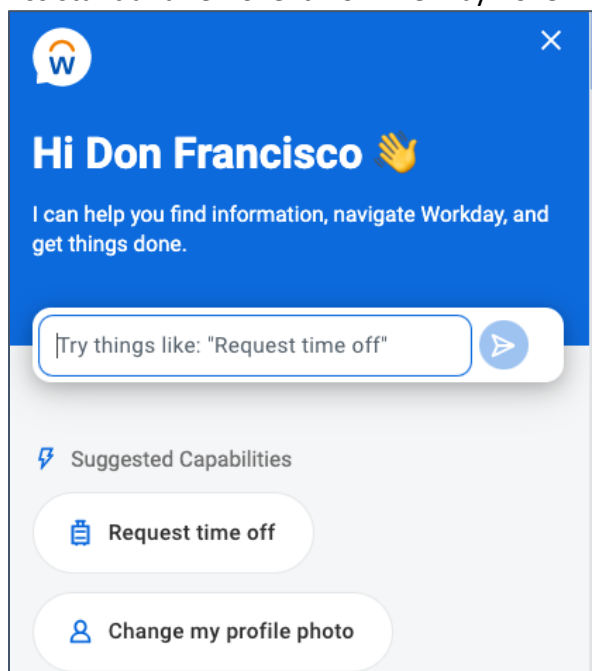 W
Hi Don Francisco 👋
I can help you find information, navigate Workday, and
get things done.
Try things like: "Request time off"
Suggested Capabilities
Request time off
Change my profile photo